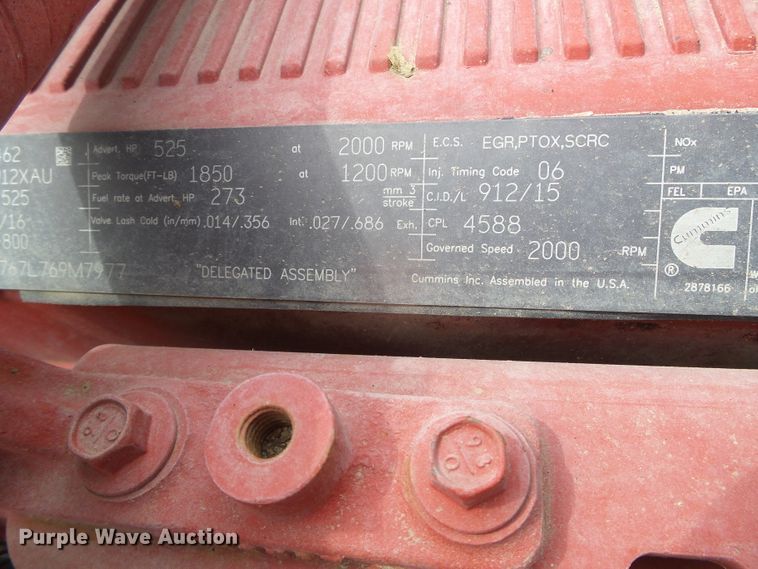 462
912XAU
525
/16
-800
767L769M7977
Advert. HP 525 at 2000 RPM
Peak Torque(FT-LB) 1850 at 1200 RPM
Fuel rate at Advert. HP 273 mm 3 stroke
Valve Lash Cold (in/mm) .014/.356 Int. .027/.686 Exh.
"DELEGATED ASSEMBLY"
E.C.S. EGR,PTOX,SCRC
Inj. Timing Code 06
C.I.D./L 912/15
CPL 4588
Governed Speed 2000 RPM
Cummins Inc. Assembled in the U.S.A.
NOx
PM
FEL EPA
Cummins
®
2878166
Purple Wave Auction